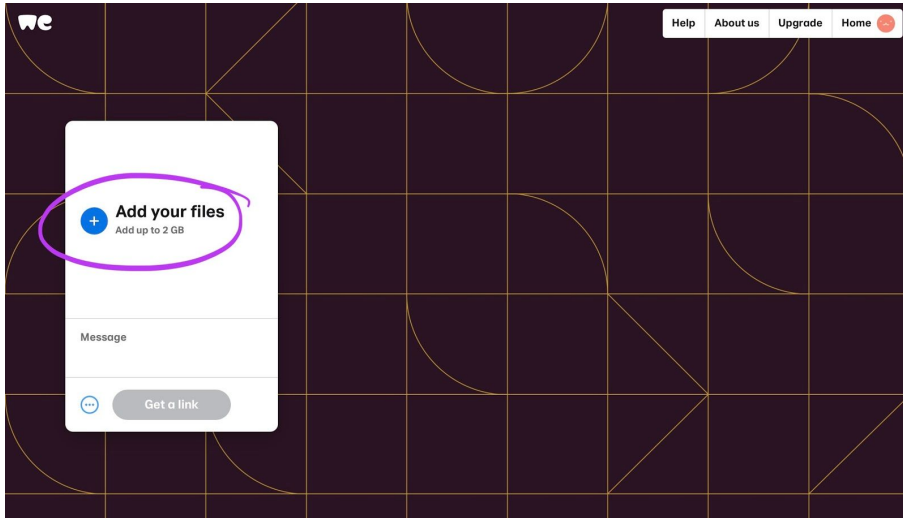 we
Help About us Upgrade Home
Add your files
Add up to 2 GB
Message
Get a link